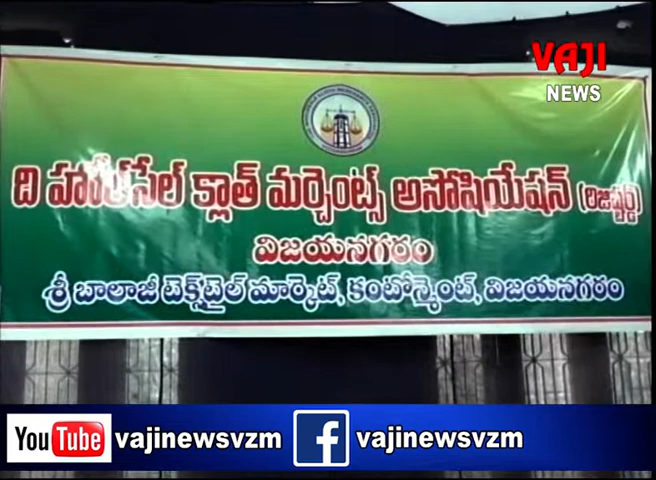 VAJI
NEWS
ది హోల్‌సేల్ క్లాత్ మర్చెంట్స్ అసోషియేషన్ (రిజిష్టర్డ్)
విజయనగరం
శ్రీ బాలాజీ టెక్స్‌టైల్ మార్కెట్, కంటోన్మెంట్, విజయనగరం
YouTube vajinewsvzm f vajinewsvzm